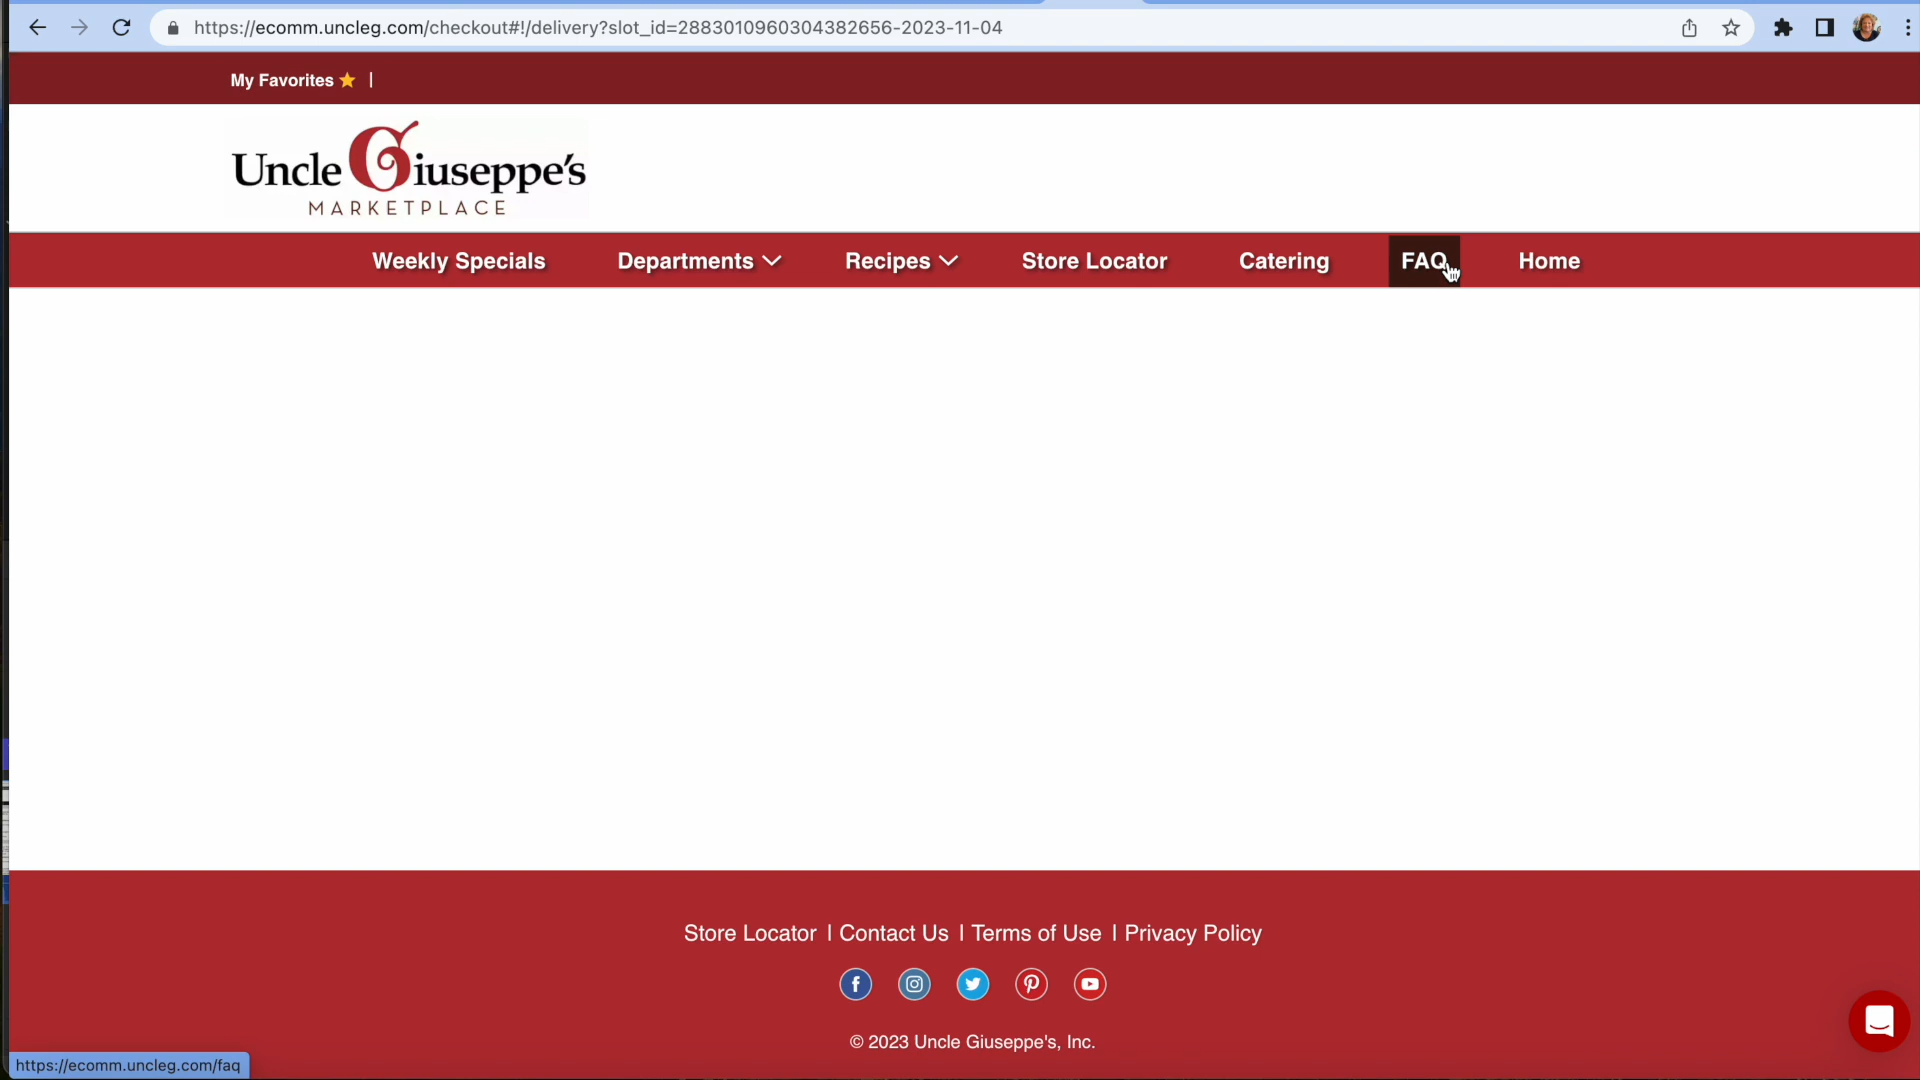 https://ecomm.uncleg.com/checkout#!/delivery?slot_id=2883010960304382656-2023-11-04
My Favorites ⭐ |
Uncle Giuseppe's
MARKETPLACE
Weekly Specials Departments Recipes Store Locator Catering FAQ Home
Store Locator | Contact Us | Terms of Use | Privacy Policy
© 2023 Uncle Giuseppe's, Inc.
https://ecomm.uncleg.com/faq